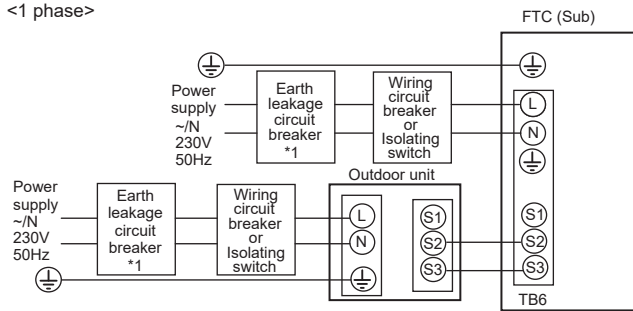 <1 phase>
FTC (Sub)
Power
supply
~/N
230V
50Hz
Earth
leakage
circuit
breaker
*1
Wiring
circuit
breaker
or
Isolating
switch
L
N
S1
S2
S3
TB6
Outdoor unit
Power
supply
~/N
230V
50Hz
Earth
leakage
circuit
breaker
*1
Wiring
circuit
breaker
or
Isolating
switch
L
N
S1
S2
S3